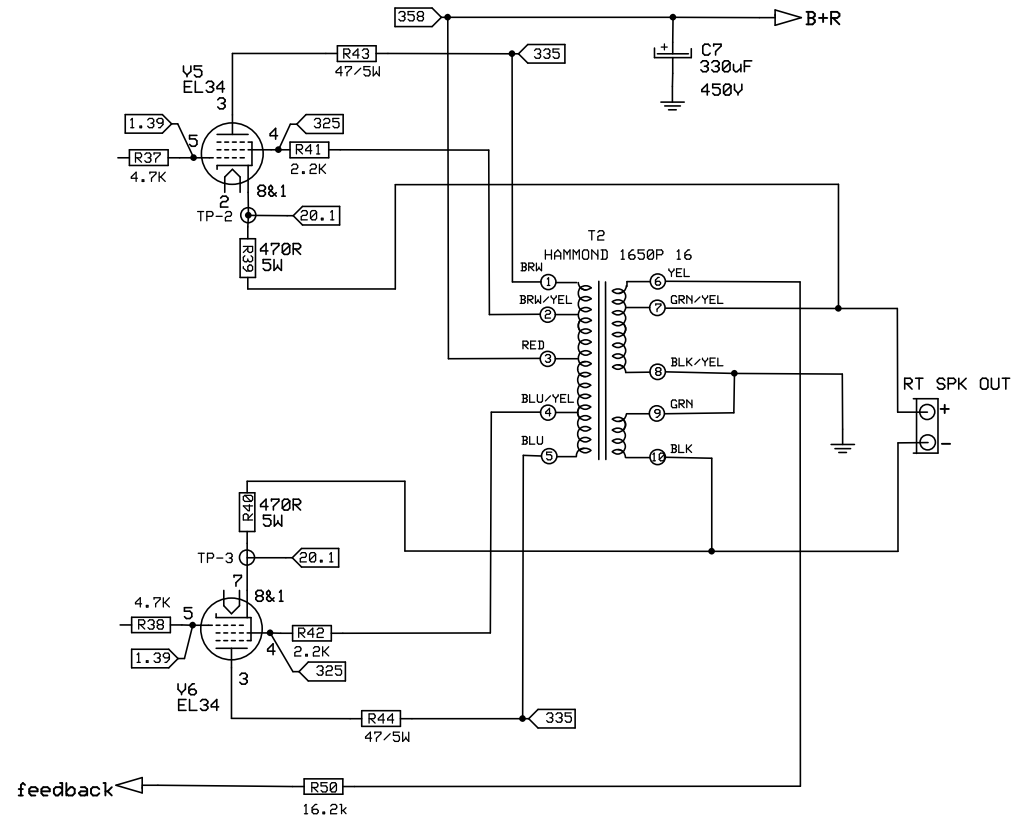 358
B+R
R43
47/5W
335
C7
330uF
450V
+
V5
EL34
3
1.39
5
4
325
R37
4.7K
R41
2.2K
2
8&1
TP-2
20.1
R39
470R
5W
T2
HAMMOND 1650P 16
BRW
1
6
YEL
BRW/YEL
2
7
GRN/YEL
RED
3
8
BLK/YEL
BLU/YEL
4
9
GRN
BLU
5
10
BLK
RT SPK OUT
+
-
R40
470R
5W
TP-3
20.1
7
8&1
4.7K
5
R38
R42
2.2K
4
1.39
325
3
V6
EL34
R44
47/5W
335
feedback
R50
16.2k